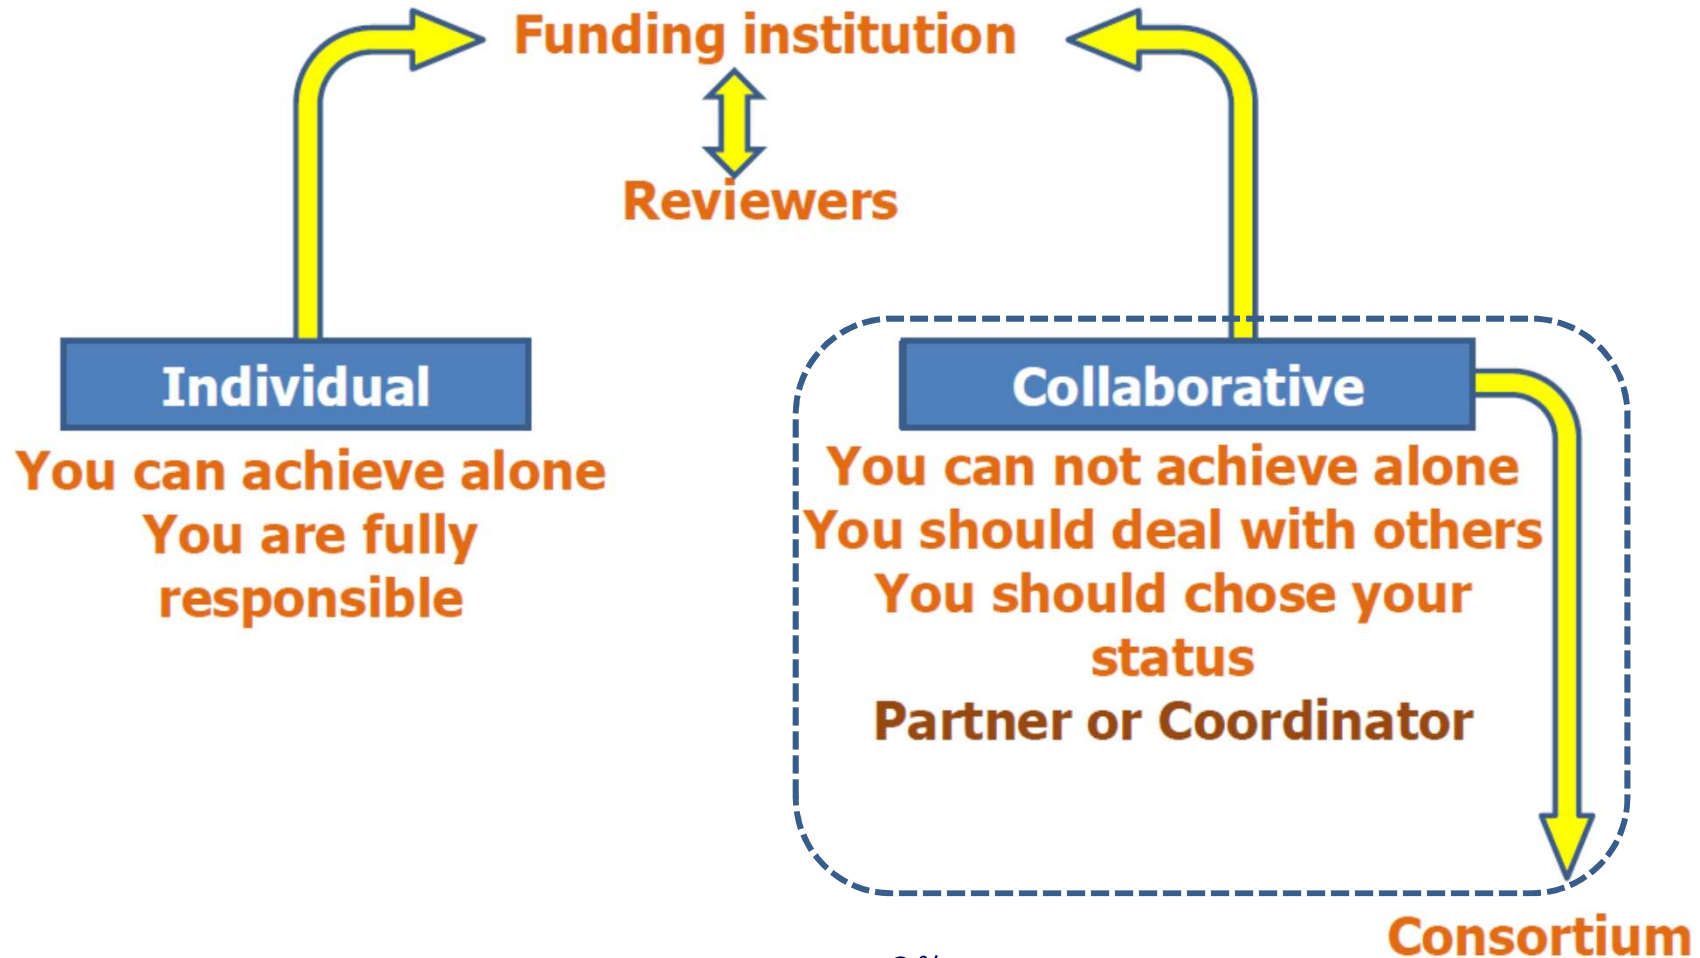 Funding institution
Reviewers
Individual
You can achieve alone
You are fully
responsible
Collaborative
You can not achieve alone
You should deal with others
You should chose your
status
Partner or Coordinator
Consortium